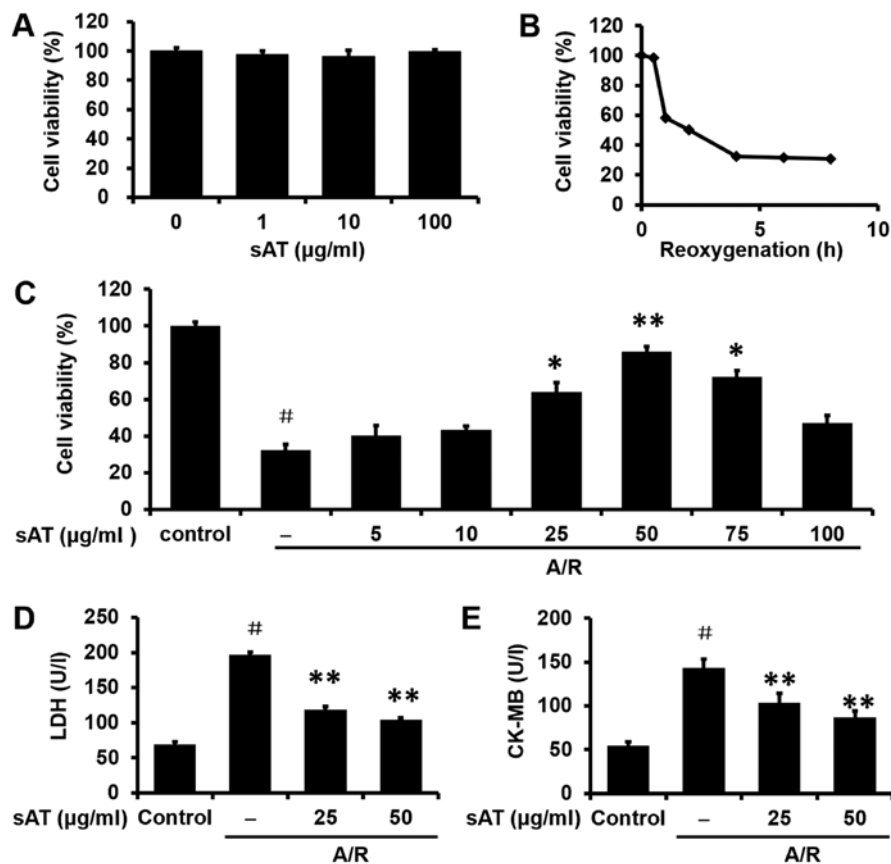 A
Cell viability (%)
120
100
80
60
40
20
0
0 1 10 100
sAT (µg/ml)
B
Cell viability (%)
120
100
80
60
40
20
0
0 5 10
Reoxygenation (h)
C
Cell viability (%)
120
100
80
60
40
20
0
# * ** *
sAT (µg/ml ) control – 5 10 25 50 75 100
A/R
D
LDH (U/l)
250
200
150
100
50
0
# ** **
sAT (µg/ml) Control – 25 50
A/R
E
CK-MB (U/l)
200
150
100
50
0
# ** **
sAT (µg/ml) Control – 25 50
A/R